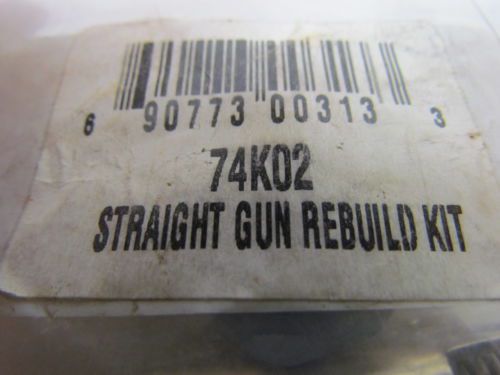 6 90773 00313 3
74K02
STRAIGHT GUN REBUILD KIT